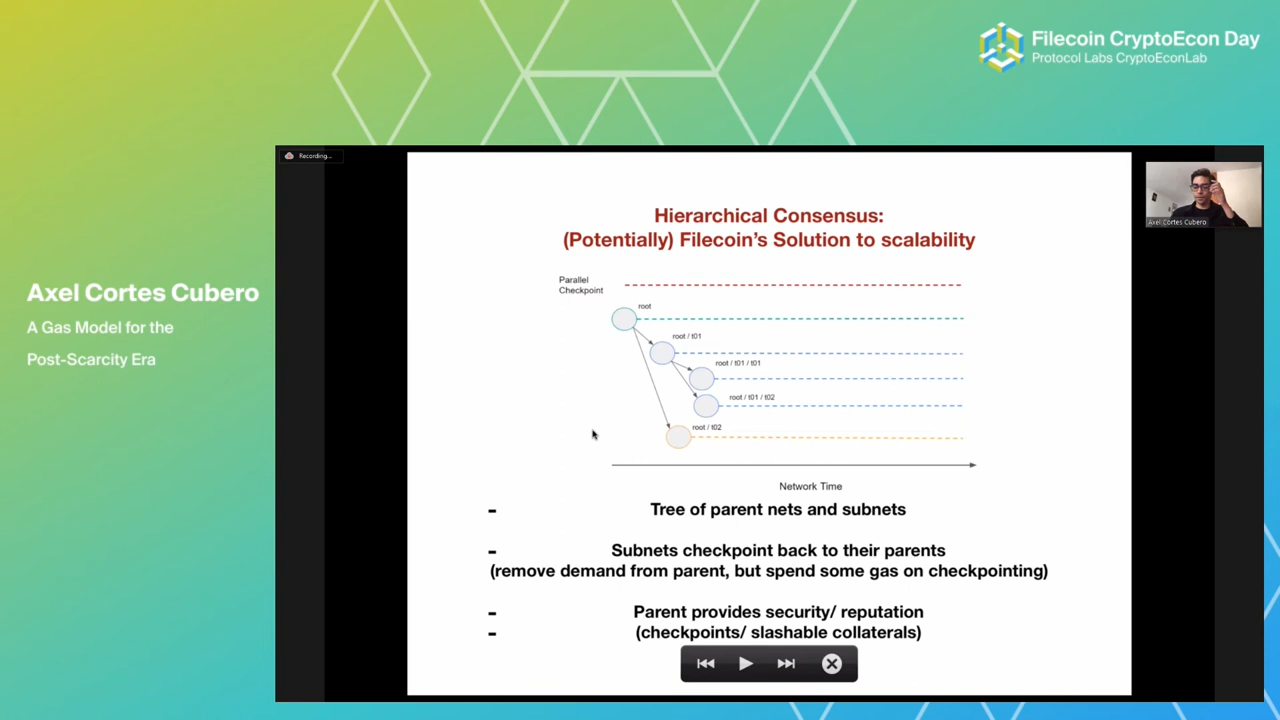 Filecoin CryptoEcon Day
Protocol Labs CryptoEconLab
Recording...
Axel Cortes Cubero
Axel Cortes Cubero
A Gas Model for the
Post-Scarcity Era
Hierarchical Consensus:
(Potentially) Filecoin's Solution to scalability
Parallel
Checkpoint
root
root / t01
root / t01 / t01
root / t01 / t02
root / t02
Network Time
- Tree of parent nets and subnets
- Subnets checkpoint back to their parents
(remove demand from parent, but spend some gas on checkpointing)
- Parent provides security/ reputation
- (checkpoints/ slashable collaterals)